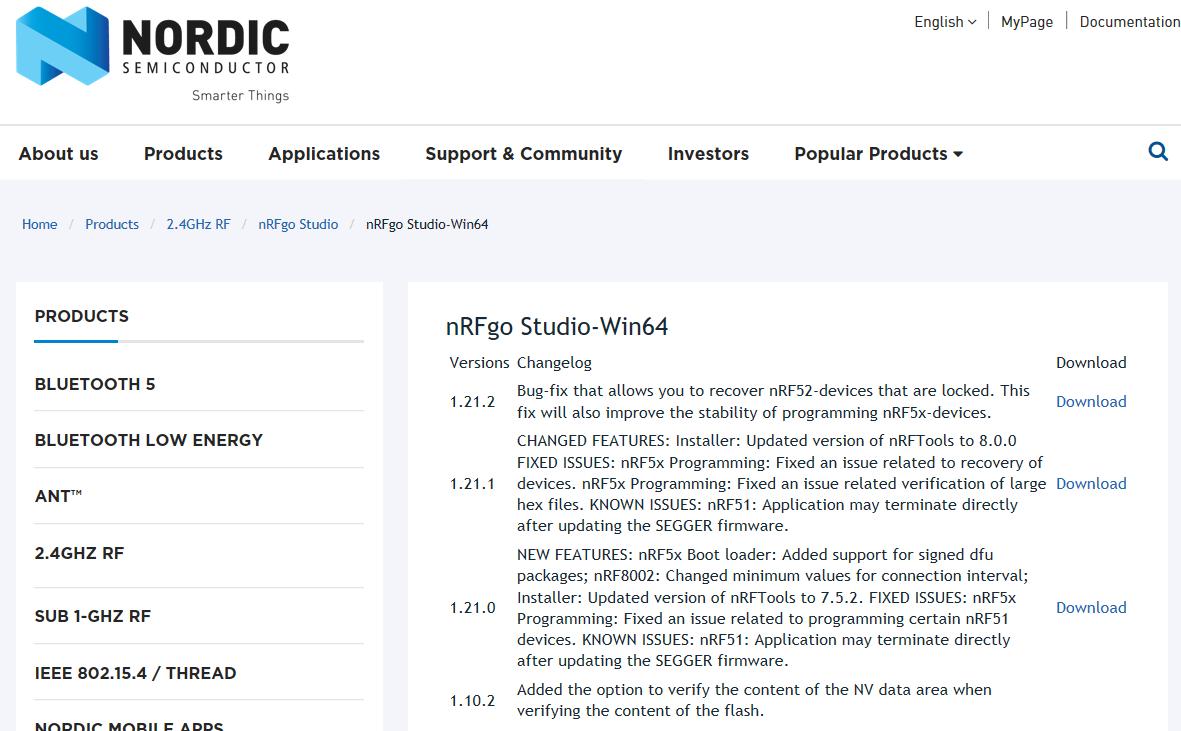 NORDIC
SEMICONDUCTOR
Smarter Things
English
MyPage
Documentation
About us
Products
Applications
Support & Community
Investors
Popular Products
Home / Products / 2.4GHz RF / nRFgo Studio / nRFgo Studio-Win64
PRODUCTS
BLUETOOTH 5
BLUETOOTH LOW ENERGY
ANT™
2.4GHZ RF
SUB 1-GHZ RF
IEEE 802.15.4 / THREAD
NORDIC MOBILE APPS
nRFgo Studio-Win64
Versions Changelog Download
1.21.2
Bug-fix that allows you to recover nRF52-devices that are locked. This
fix will also improve the stability of programming nRF5x-devices.
Download
1.21.1
CHANGED FEATURES: Installer: Updated version of nRFTools to 8.0.0
FIXED ISSUES: nRF5x Programming: Fixed an issue related to recovery of
devices. nRF5x Programming: Fixed an issue related verification of large
hex files. KNOWN ISSUES: nRF51: Application may terminate directly
after updating the SEGGER firmware.
Download
1.21.0
NEW FEATURES: nRF5x Boot loader: Added support for signed dfu
packages; nRF8002: Changed minimum values for connection interval;
Installer: Updated version of nRFTools to 7.5.2. FIXED ISSUES: nRF5x
Programming: Fixed an issue related to programming certain nRF51
devices. KNOWN ISSUES: nRF51: Application may terminate directly
after updating the SEGGER firmware.
Download
1.10.2
Added the option to verify the content of the NV data area when
verifying the content of the flash.